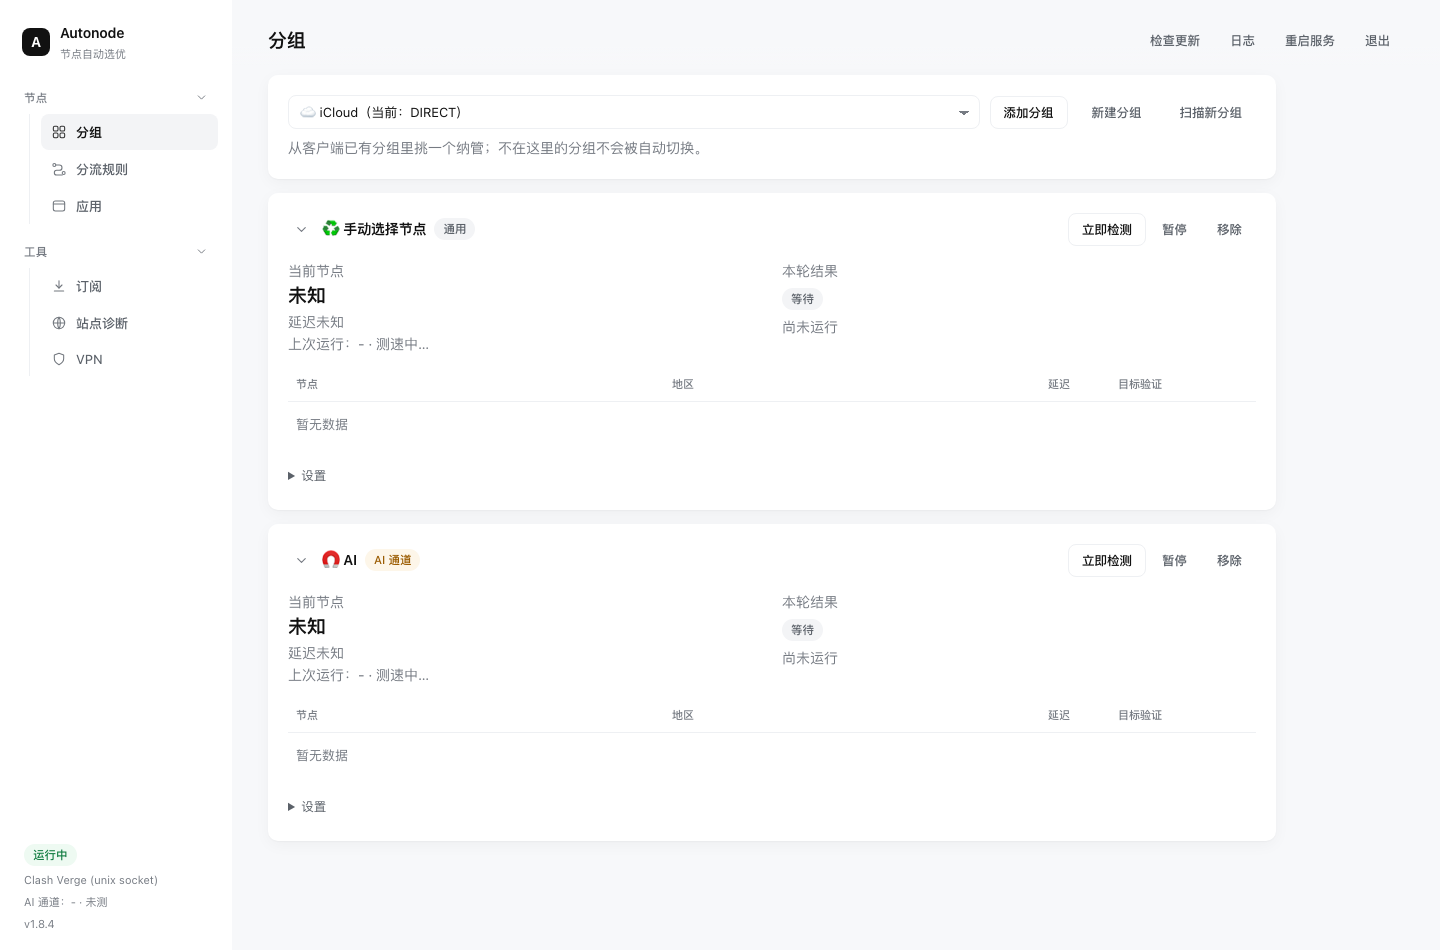 A
Autonode
节点自动选优
节点
分组
分流规则
应用
工具
订阅
站点诊断
VPN
运行中
Clash Verge (unix socket)
AI 通道：- · 未测
v1.8.4
分组
检查更新
日志
重启服务
退出
☁️ iCloud（当前：DIRECT）
添加分组
新建分组
扫描新分组
从客户端已有分组里挑一个纳管；不在这里的分组不会被自动切换。
♻️ 手动选择节点
通用
立即检测
暂停
移除
当前节点
未知
延迟未知
上次运行：- · 测速中...
本轮结果
等待
尚未运行
节点 地区 延迟 目标验证
暂无数据
设置
🧲 AI
AI 通道
立即检测
暂停
移除
当前节点
未知
延迟未知
上次运行：- · 测速中...
本轮结果
等待
尚未运行
节点 地区 延迟 目标验证
暂无数据
设置